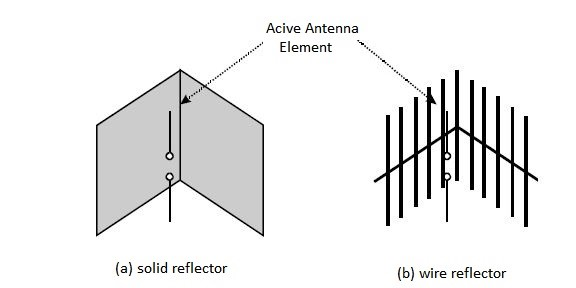 Acive Antenna
Element
(a) solid reflector
(b) wire reflector